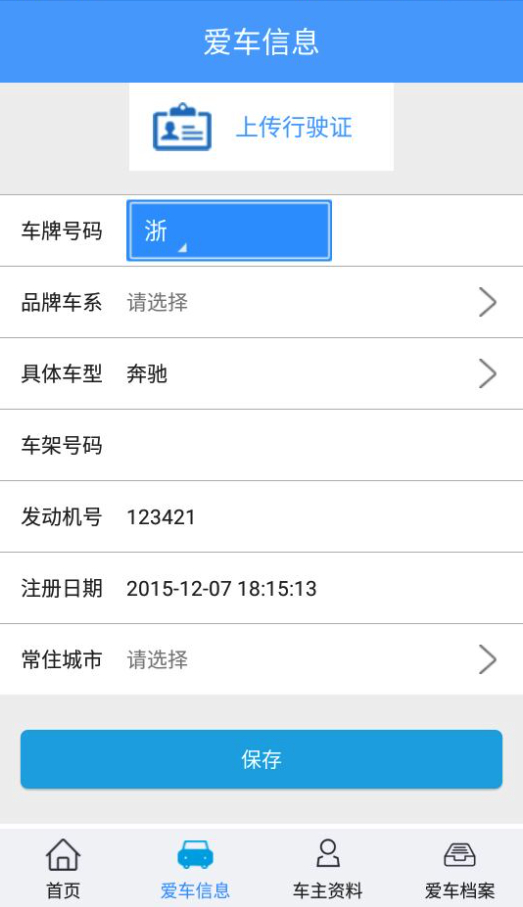 爱车信息
上传行驶证
车牌号码 浙
品牌车系 请选择
具体车型 奔驰
车架号码
发动机号 123421
注册日期 2015-12-07 18:15:13
常住城市 请选择
保存
首页 爱车信息 车主资料 爱车档案